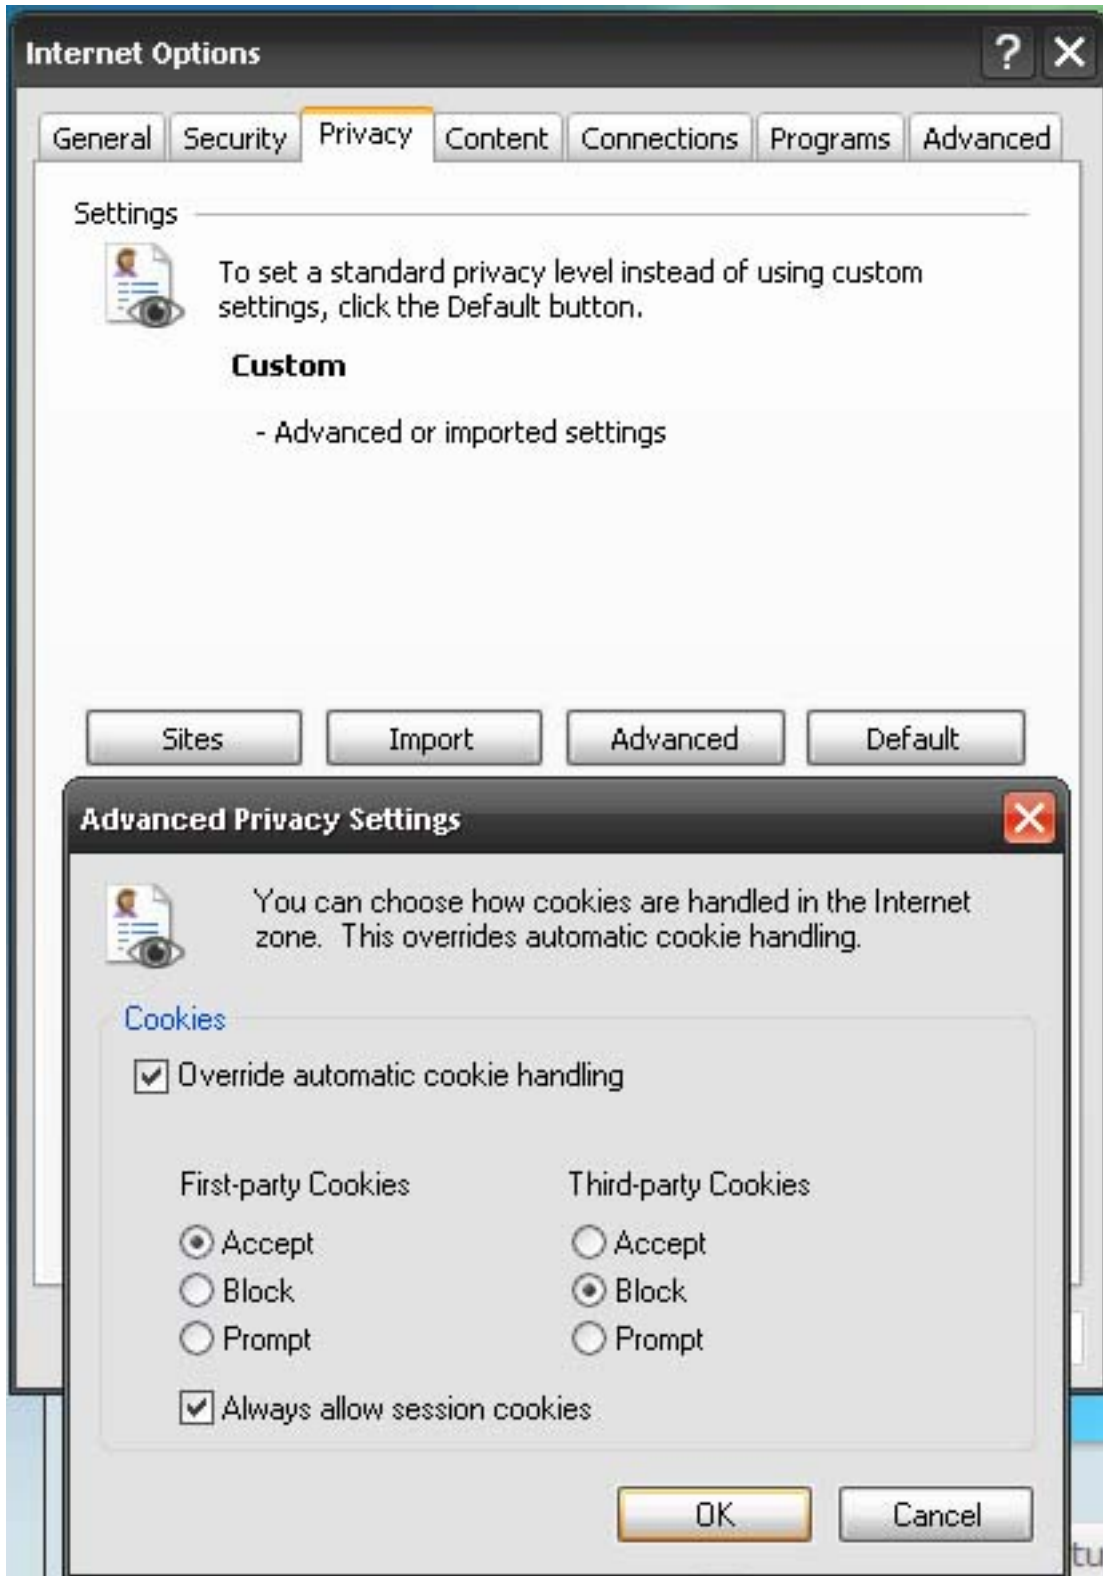 Internet Options
General Security Privacy Content Connections Programs Advanced
Settings
To set a standard privacy level instead of using custom
settings, click the Default button.
Custom
- Advanced or imported settings
Sites Import Advanced Default
Advanced Privacy Settings
You can choose how cookies are handled in the Internet
zone. This overrides automatic cookie handling.
Cookies
Override automatic cookie handling
First-party Cookies Third-party Cookies
Accept Accept
Block Block
Prompt Prompt
Always allow session cookies
OK Cancel
tu